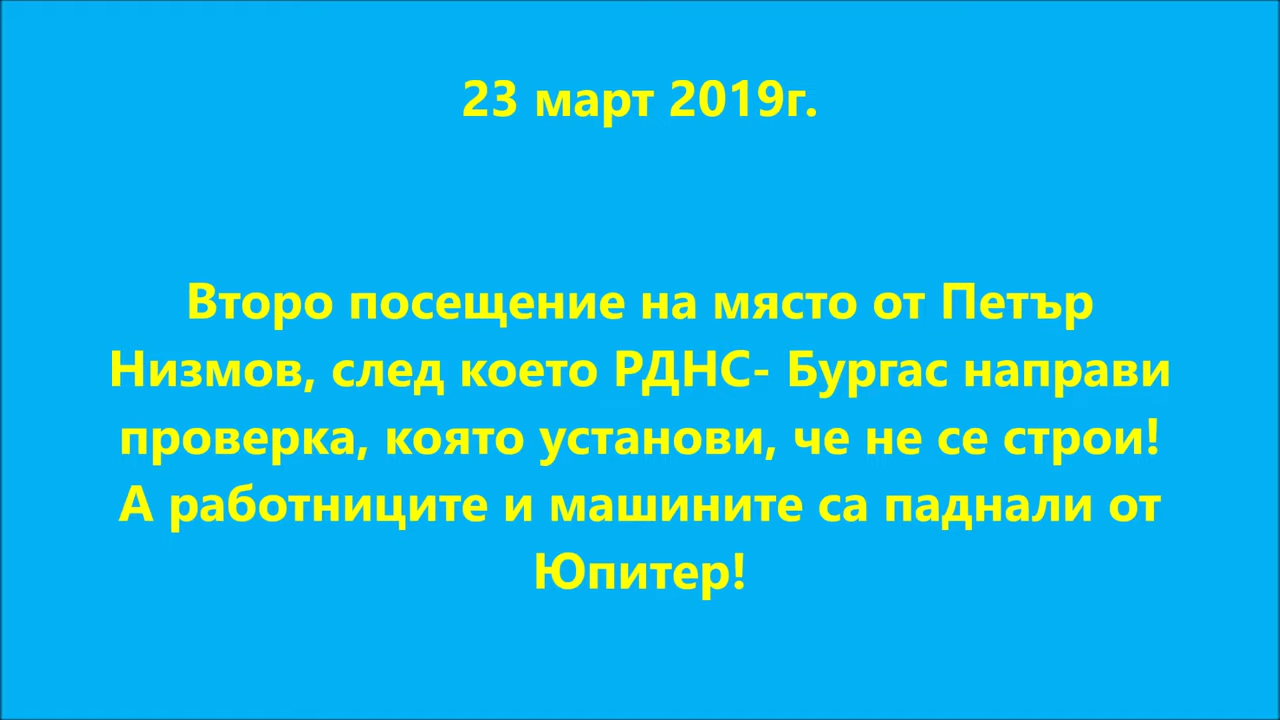 23 март 2019г.
Второ посещение на място от Петър
Низмов, след което РДНС- Бургас направи
проверка, която установи, че не се строи!
А работниците и машините са паднали от
Юпитер!